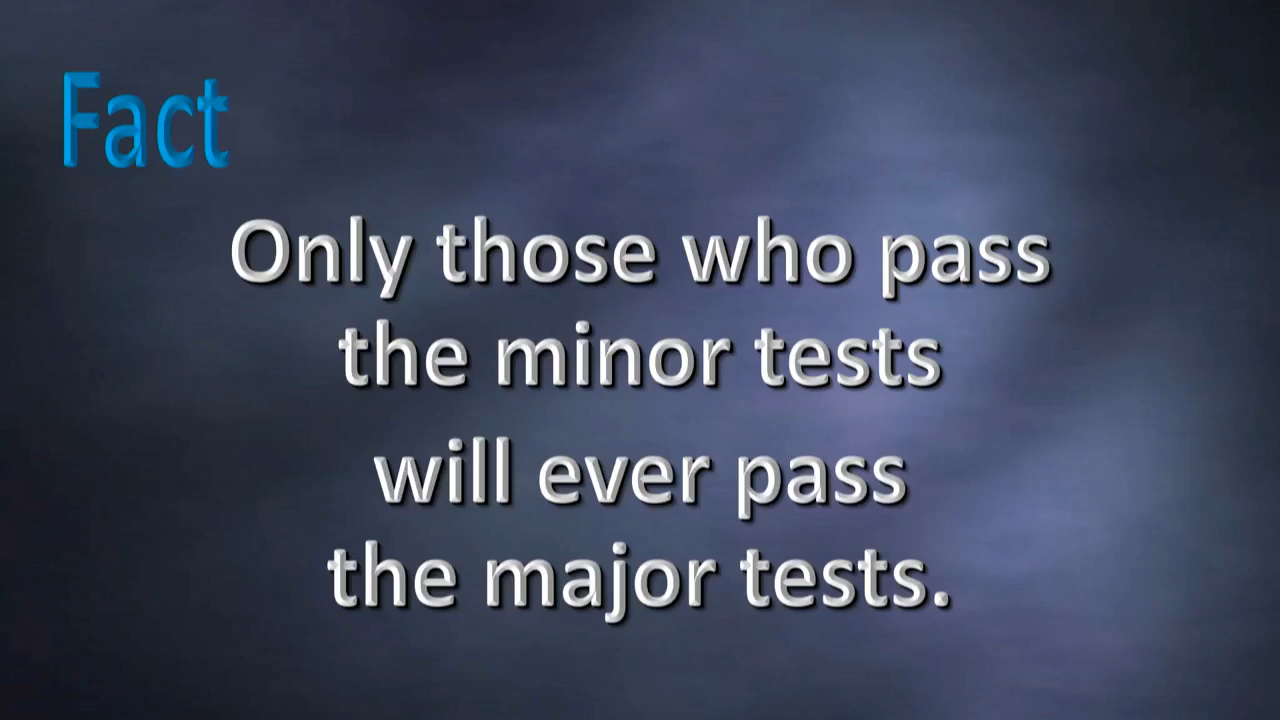 Fact
Only those who pass
the minor tests
will ever pass
the major tests.